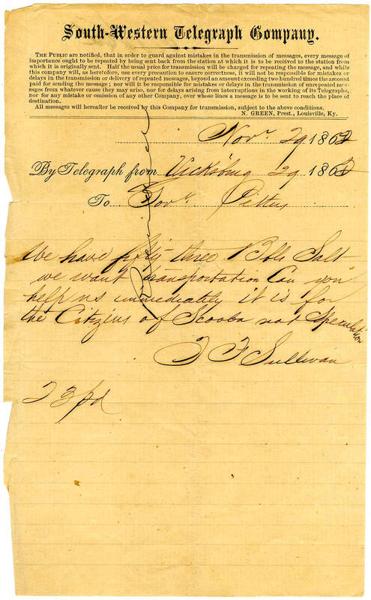 South-Western Telegraph Company.
THE PUBLIC are notified, that in order to guard against mistakes in the transmission of messages, every message of
importance ought to be repeated by being sent back from the station at which it is to be received to the station from
which it is originally sent. Half the usual price for transmission will be charged for repeating the message, and while
this company will, as heretofore, use every precaution to ensure correctness, it will not be responsible for mistakes or
delays in the transmission or delivery of repeated messages, beyond an amount exceeding two hundred times the amount
paid for sending the message; nor will it be responsible for mistakes or delays in the transmission of unrepeated mes-
sages from whatever cause they may arise, nor for delays arising from interruptions in the working of its Telegraphs,
nor for any mistake or omission of any other Company, over whose lines a message is to be sent to reach the place of
destination.
All messages will hereafter be received by this Company for transmission, subject to the above conditions.
N. GREEN, Prest., Louisville, Ky.
Nov. 29 1862
By Telegraph from Vicksburg 29 1862
To Gov. Pettus
We have fifty three Bbls Salt
we want transportation Can you
help us immediately it is for
the Citizens of Scooba not Speculation
T F Sullivan
23 pd